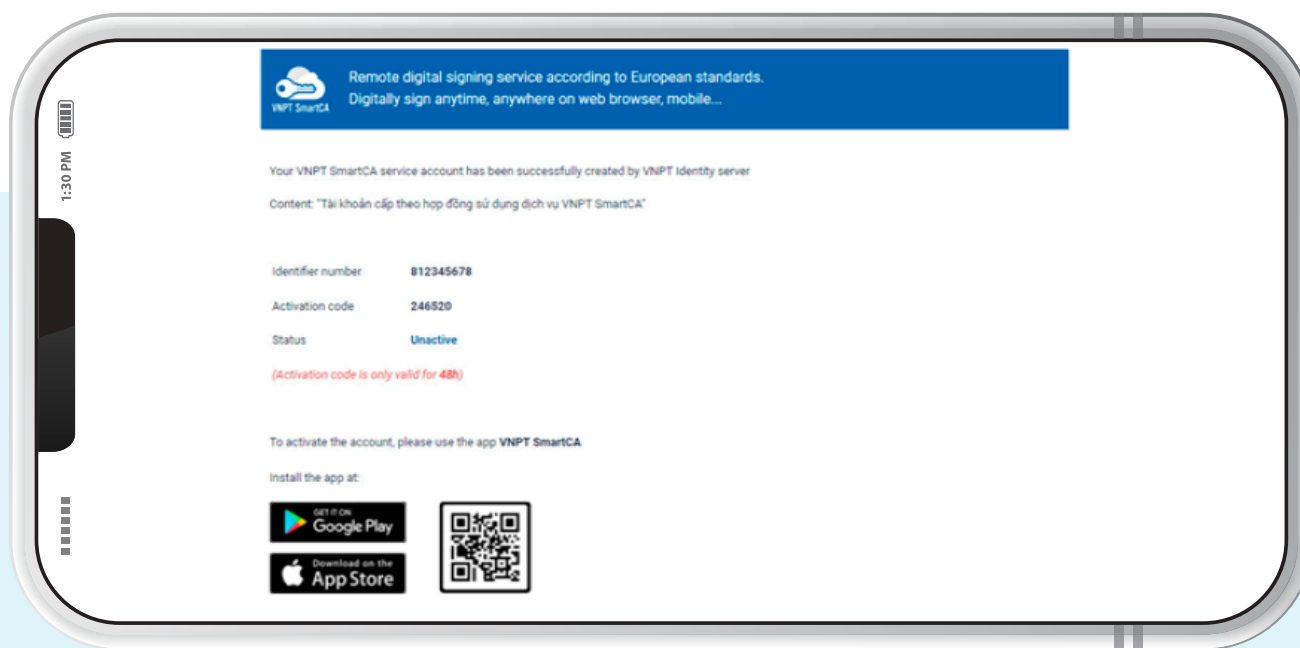 1:30 PM
VNPT SmartCA
Remote digital signing service according to European standards.
Digitally sign anytime, anywhere on web browser, mobile...
Your VNPT SmartCA service account has been successfully created by VNPT Identity server
Content: "Tài khoản cấp theo hợp đồng sử dụng dịch vụ VNPT SmartCA"
Identifier number 812345678
Activation code 246520
Status Unactive
(Activation code is only valid for 48h)
To activate the account, please use the app VNPT SmartCA
Install the app at:
GET IT ON
Google Play
Download on the
App Store